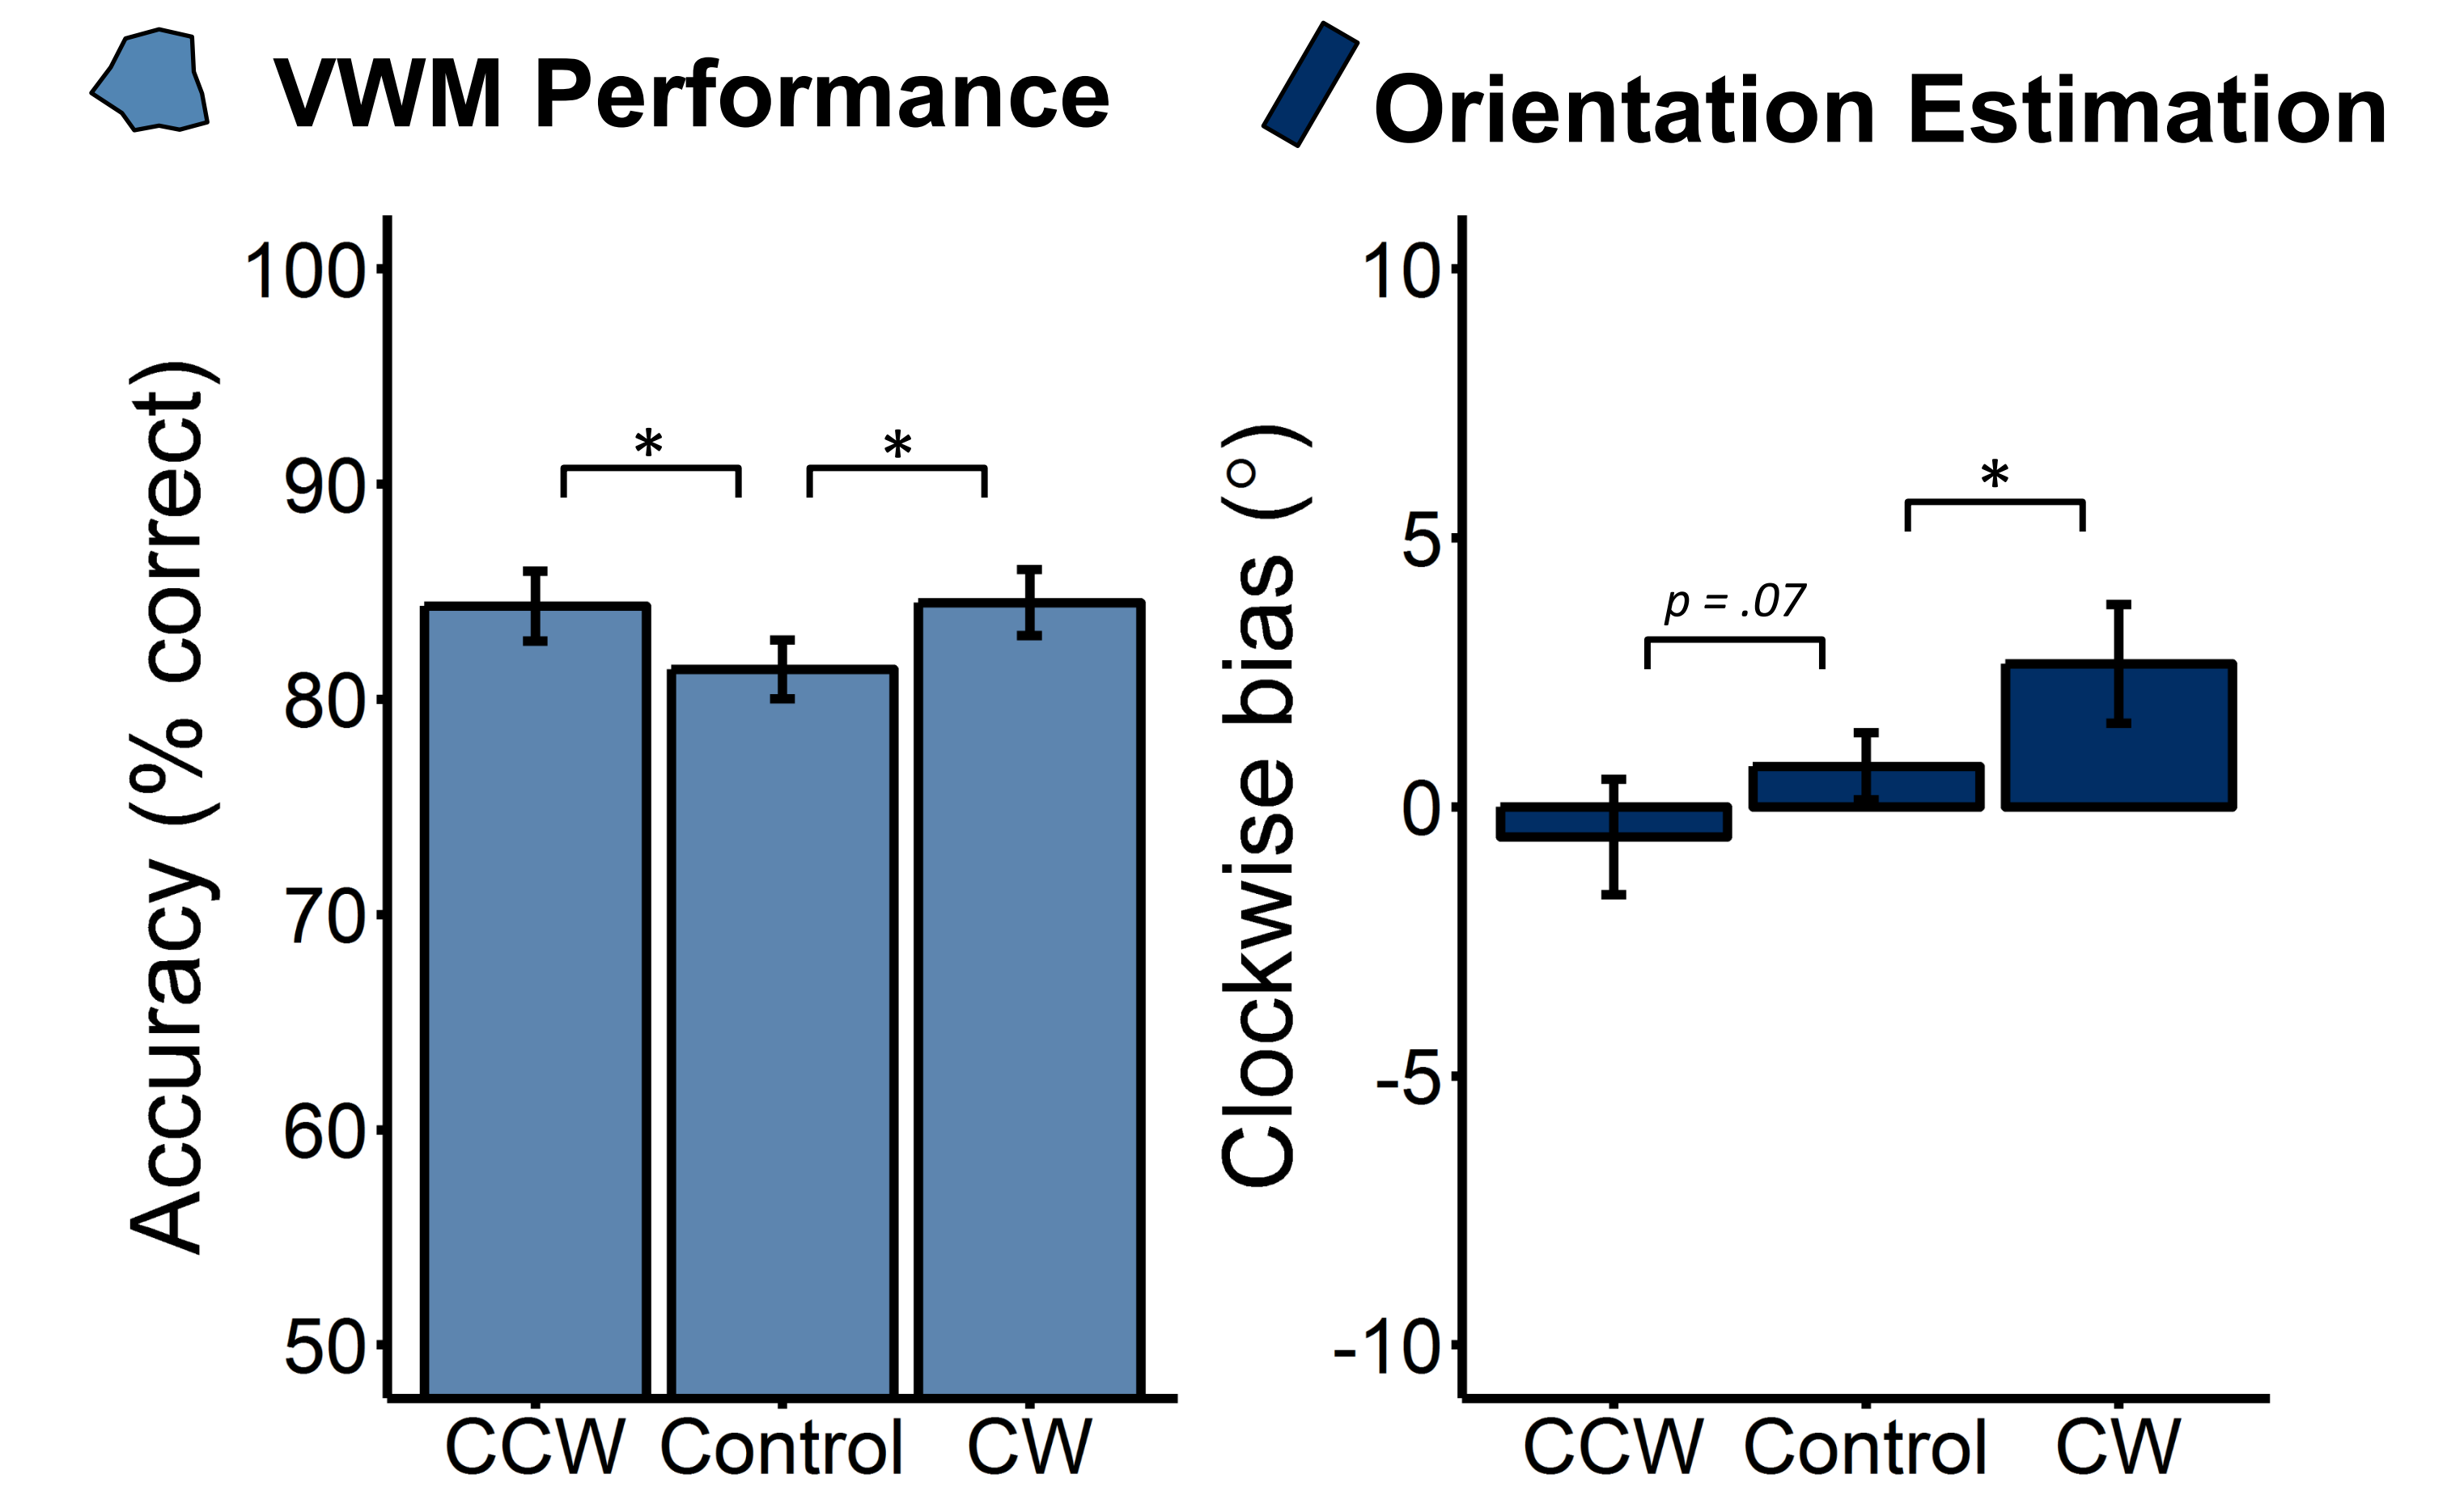 VWM Performance
Accuracy (% correct)
100
90
80
70
60
50
*
*
CCW Control CW
Orientation Estimation
Clockwise bias (°)
10
5
0
-5
-10
p = .07
*
CCW Control CW